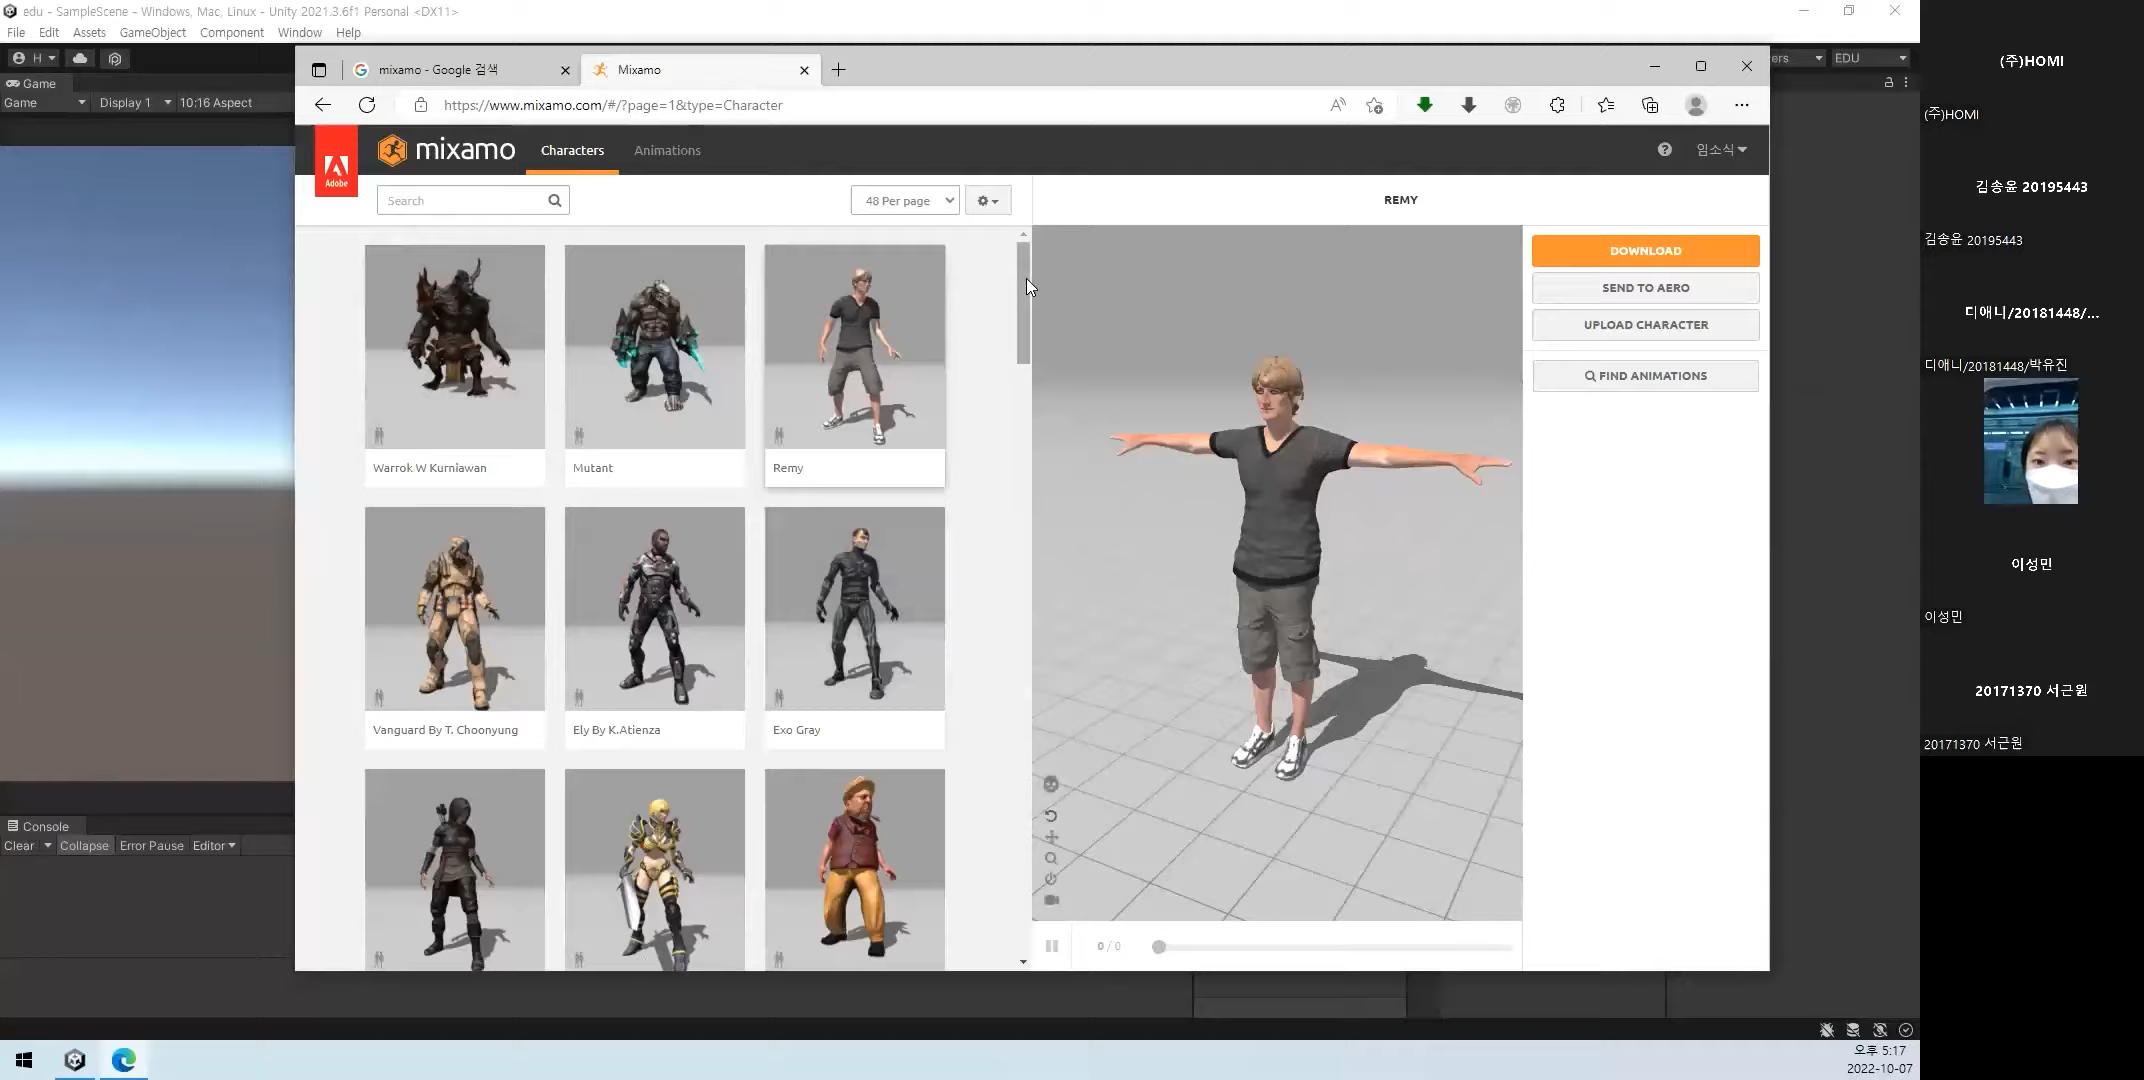 edu - SampleScene - Windows, Mac, Linux - Unity 2021.3.6f1 Personal <DX11>
File Edit Assets GameObject Component Window Help
H
EDU
Game
Game Display 1 10:16 Aspect
mixamo - Google 검색
Mixamo
https://www.mixamo.com/#/?page=1&type=Character
Adobe
mixamo
Characters
Animations
임소식
Search
48 Per page
REMY
Warrok W Kurniawan
Mutant
Remy
Vanguard By T. Choonyung
Ely By K.Atienza
Exo Gray
DOWNLOAD
SEND TO AERO
UPLOAD CHARACTER
FIND ANIMATIONS
0 / 0
Console
Clear Collapse Error Pause Editor
(주)HOMI
(주)HOMI
김송윤 20195443
김송윤 20195443
디애니/20181448/...
디애니/20181448/박유진
이성민
이성민
20171370 서근원
20171370 서근원
오후 5:17
2022-10-07